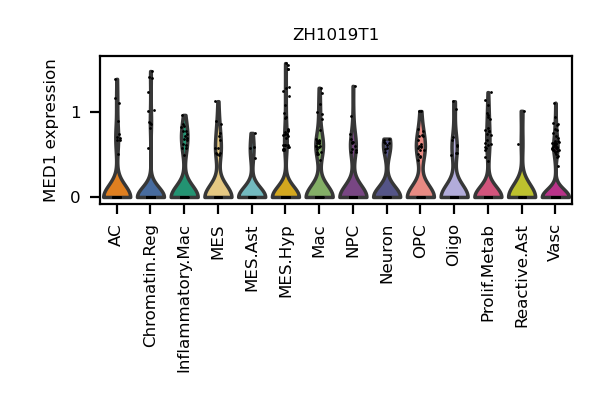 ZH1019T1
MED1 expression
1
0
AC
Chromatin.Reg
Inflammatory.Mac
MES
MES.Ast
MES.Hyp
Mac
NPC
Neuron
OPC
Oligo
Prolif.Metab
Reactive.Ast
Vasc